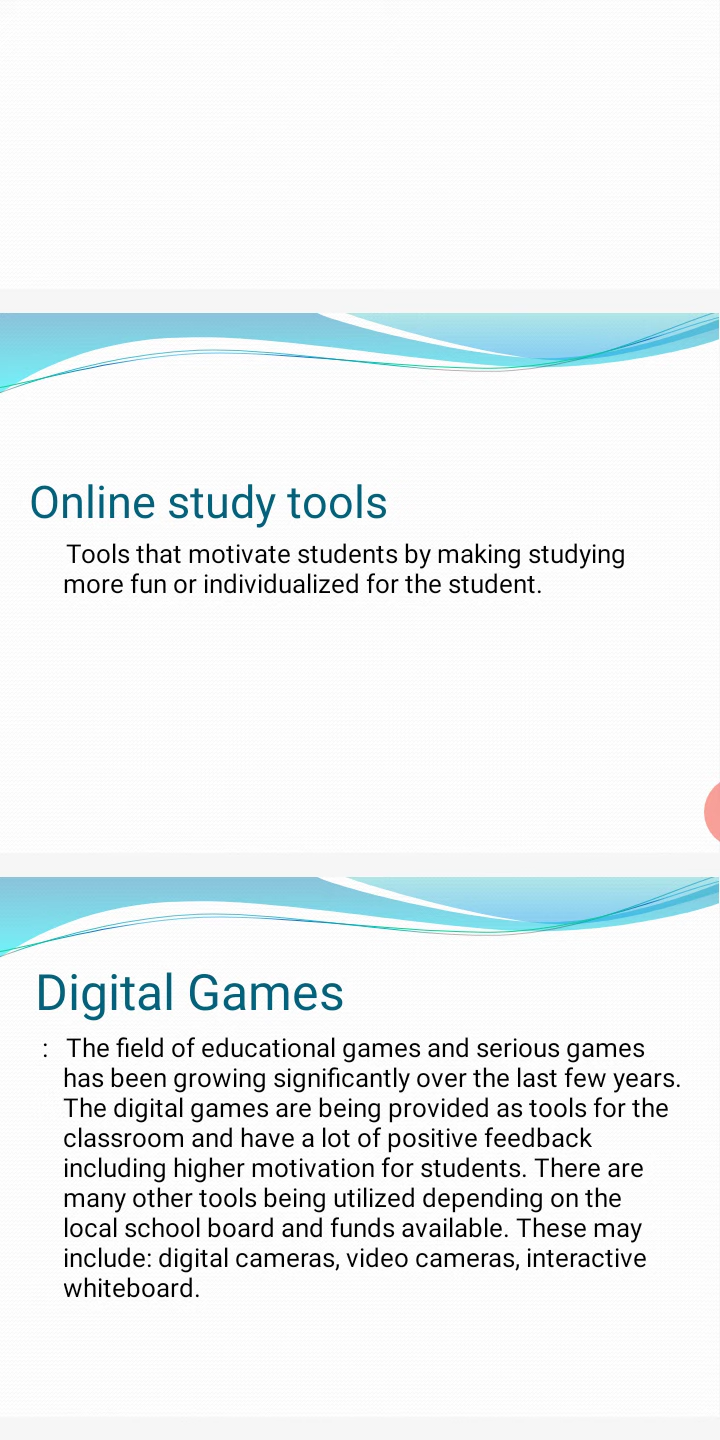 Online study tools
Tools that motivate students by making studying
more fun or individualized for the student.
Digital Games
: The field of educational games and serious games
has been growing significantly over the last few years.
The digital games are being provided as tools for the
classroom and have a lot of positive feedback
including higher motivation for students. There are
many other tools being utilized depending on the
local school board and funds available. These may
include: digital cameras, video cameras, interactive
whiteboard.